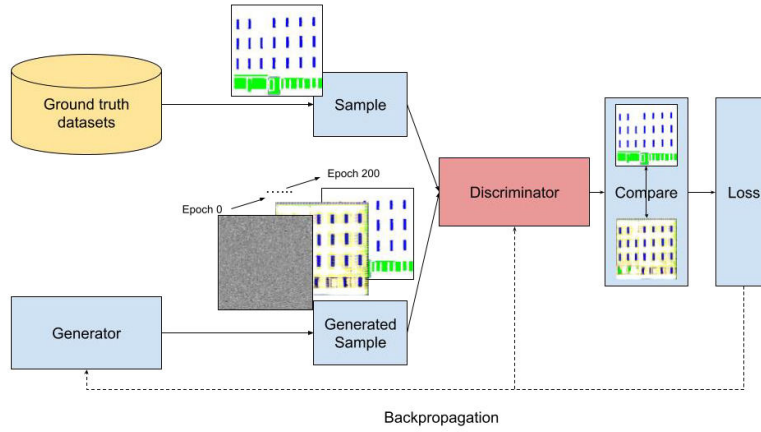 Ground truth
datasets
Sample
Epoch 200
......
Epoch 0
Discriminator
Compare
Loss
Generator
Generated
Sample
Backpropagation